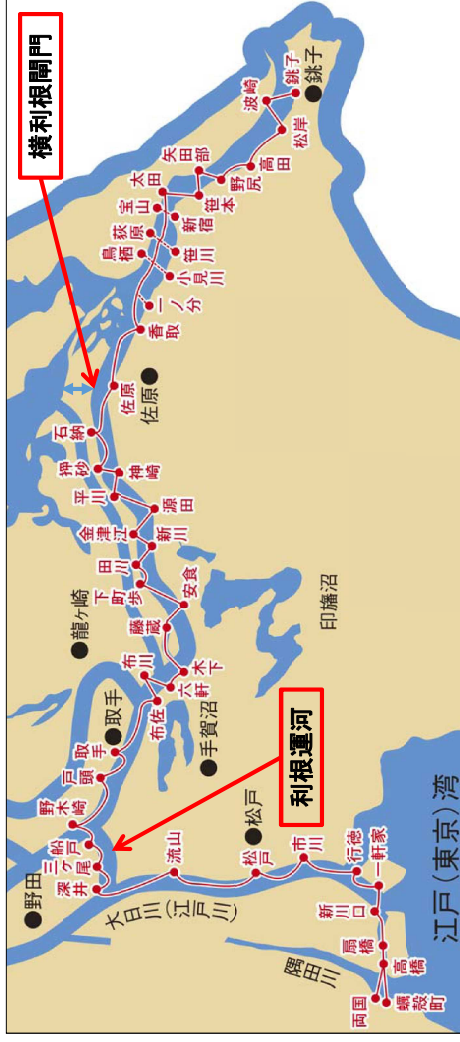 横利根閘門
利根運河
銚子
銚子
波崎
松岸
高田
矢田部
野尻
笹本
太田
新宿
宝山
萩原
笹川
鳥栖
小見川
一ノ分
香取
佐原
佐原
石納
押砂
神崎
平川
源田
金津江
新川
田川
下町歩
安食
龍ヶ崎
藤蔵
印旛沼
布川
木下
六軒
布佐
手賀沼
取手
取手
戸頭
野木崎
船戸
三ケ尾
深井
野田
流山
大日川(江戸川)
松戸
松戸
市川
行徳
一軒家
新川口
扇橋
高橋
隅田川
両国
蠣殻町
江戸(東京)湾